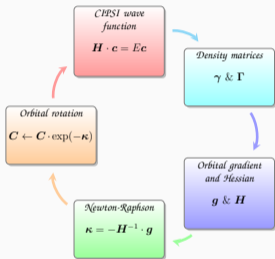 CIPSI wave
function
H · c = Ec
Density matrices
γ & Γ
Orbital gradient
and Hessian
g & H
Newton-Raphson
κ = −H⁻¹ · g
Orbital rotation
C ← C · exp(−κ)